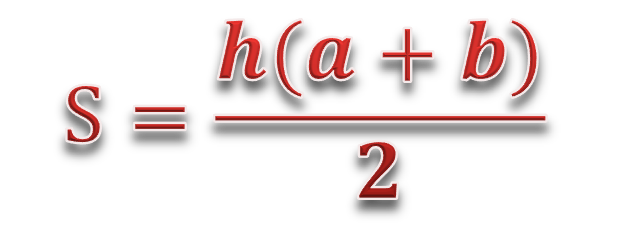 S = h(a + b) / 2